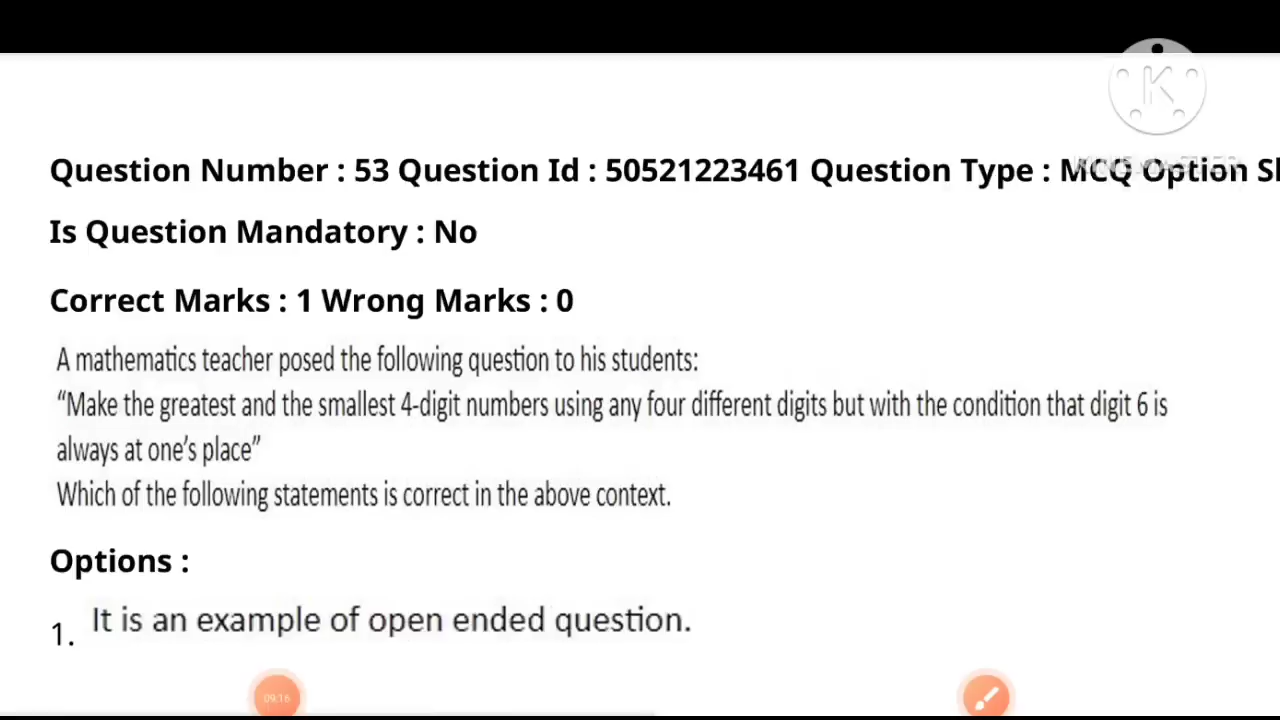 Question Number : 53 Question Id : 50521223461 Question Type : MCQ Option
Is Question Mandatory : No
Correct Marks : 1 Wrong Marks : 0
A mathematics teacher posed the following question to his students:
“Make the greatest and the smallest 4-digit numbers using any four different digits but with the condition that digit 6 is
always at one’s place”
Which of the following statements is correct in the above context.
Options :
1. It is an example of open ended question.
09:16